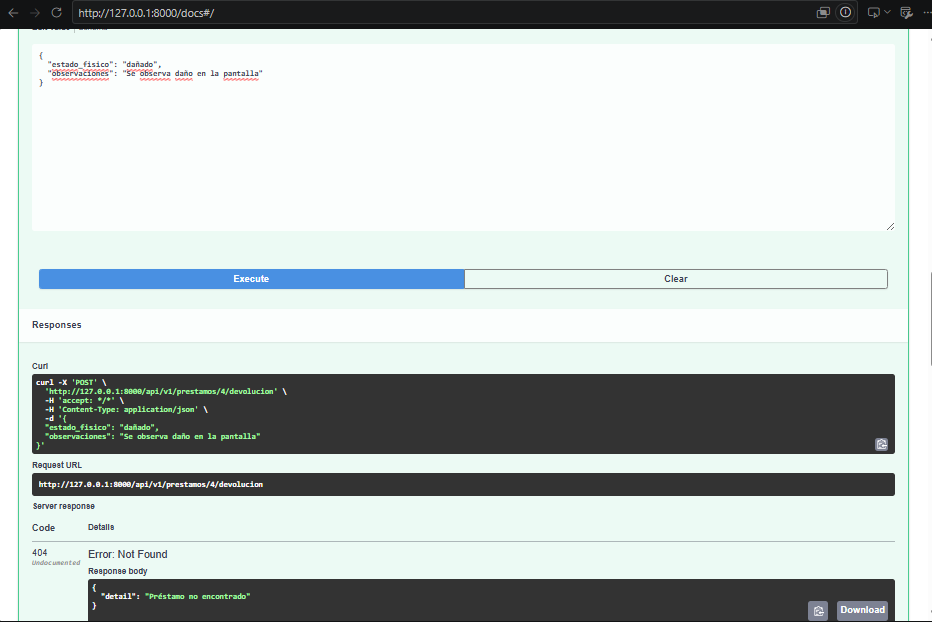 http://127.0.0.1:8000/docs#/
{
"estado_fisico": "dañado",
"observaciones": "Se observa daño en la pantalla"
}
Execute
Clear
Responses
Curl
curl -X 'POST' \
'http://127.0.0.1:8000/api/v1/prestamos/4/devolucion' \
-H 'accept: */*' \
-H 'Content-Type: application/json' \
-d '{
"estado_fisico": "dañado",
"observaciones": "Se observa daño en la pantalla"
}'
Request URL
http://127.0.0.1:8000/api/v1/prestamos/4/devolucion
Server response
Code
Details
404
Undocumented
Error: Not Found
Response body
{
"detail": "Préstamo no encontrado"
}
Download